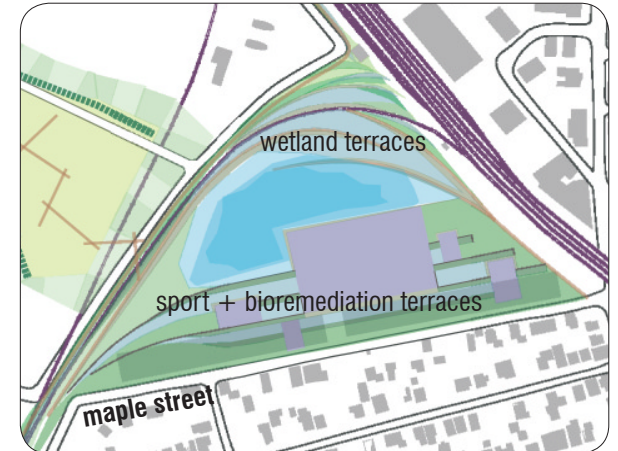 wetland terraces
sport + bioremediation terraces
maple street